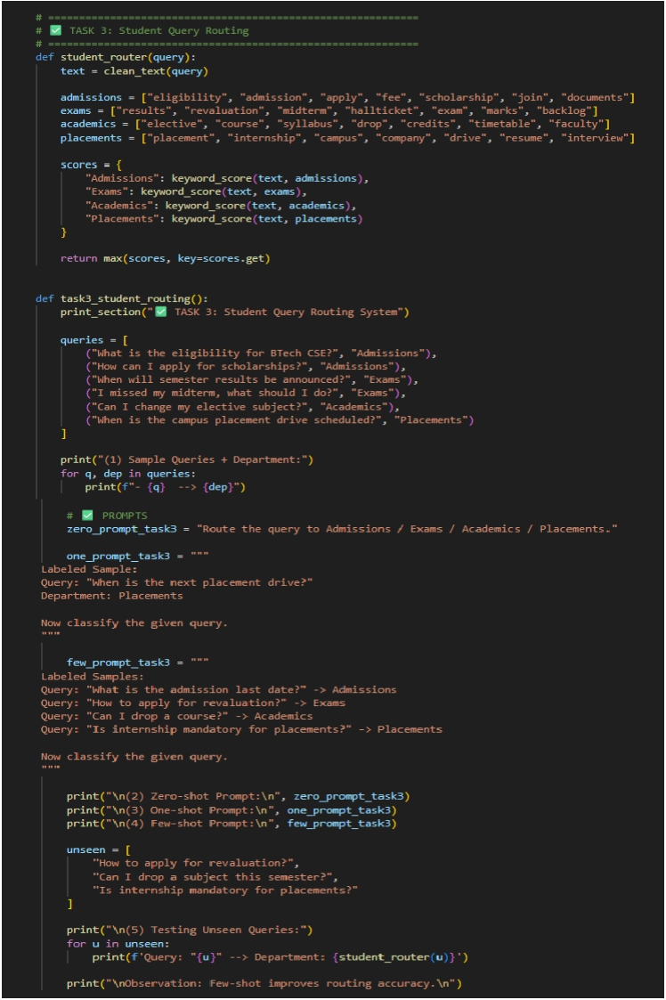 # ============================================================
# ✅ TASK 3: Student Query Routing
# ============================================================
def student_router(query):
    text = clean_text(query)

    admissions = ["eligibility", "admission", "apply", "fee", "scholarship", "join", "documents"]
    exams = ["results", "revaluation", "midterm", "hallticket", "exam", "marks", "backlog"]
    academics = ["elective", "course", "syllabus", "drop", "credits", "timetable", "faculty"]
    placements = ["placement", "internship", "campus", "company", "drive", "resume", "interview"]

    scores = {
        "Admissions": keyword_score(text, admissions),
        "Exams": keyword_score(text, exams),
        "Academics": keyword_score(text, academics),
        "Placements": keyword_score(text, placements)
    }

    return max(scores, key=scores.get)


def task3_student_routing():
    print_section("✅ TASK 3: Student Query Routing System")

    queries = [
        ("What is the eligibility for BTech CSE?", "Admissions"),
        ("How can I apply for scholarships?", "Admissions"),
        ("When will semester results be announced?", "Exams"),
        ("I missed my midterm, what should I do?", "Exams"),
        ("Can I change my elective subject?", "Academics"),
        ("When is the campus placement drive scheduled?", "Placements")
    ]

    print("(1) Sample Queries + Department:")
    for q, dep in queries:
        print(f"- {q}  --> {dep}")

    # ✅ PROMPTS
    zero_prompt_task3 = "Route the query to Admissions / Exams / Academics / Placements."

    one_prompt_task3 = """
Labeled Sample:
Query: "When is the next placement drive?"
Department: Placements

Now classify the given query.
"""

    few_prompt_task3 = """
Labeled Samples:
Query: "What is the admission last date?" -> Admissions
Query: "How to apply for revaluation?" -> Exams
Query: "Can I drop a course?" -> Academics
Query: "Is internship mandatory for placements?" -> Placements

Now classify the given query.
"""

    print("\n(2) Zero-shot Prompt:\n", zero_prompt_task3)
    print("\n(3) One-shot Prompt:\n", one_prompt_task3)
    print("\n(4) Few-shot Prompt:\n", few_prompt_task3)

    unseen = [
        "How to apply for revaluation?",
        "Can I drop a subject this semester?",
        "Is internship mandatory for placements?"
    ]

    print("\n(5) Testing Unseen Queries:")
    for u in unseen:
        print(f'Query: "{u}" --> Department: {student_router(u)}')

    print("\nObservation: Few-shot improves routing accuracy.\n")